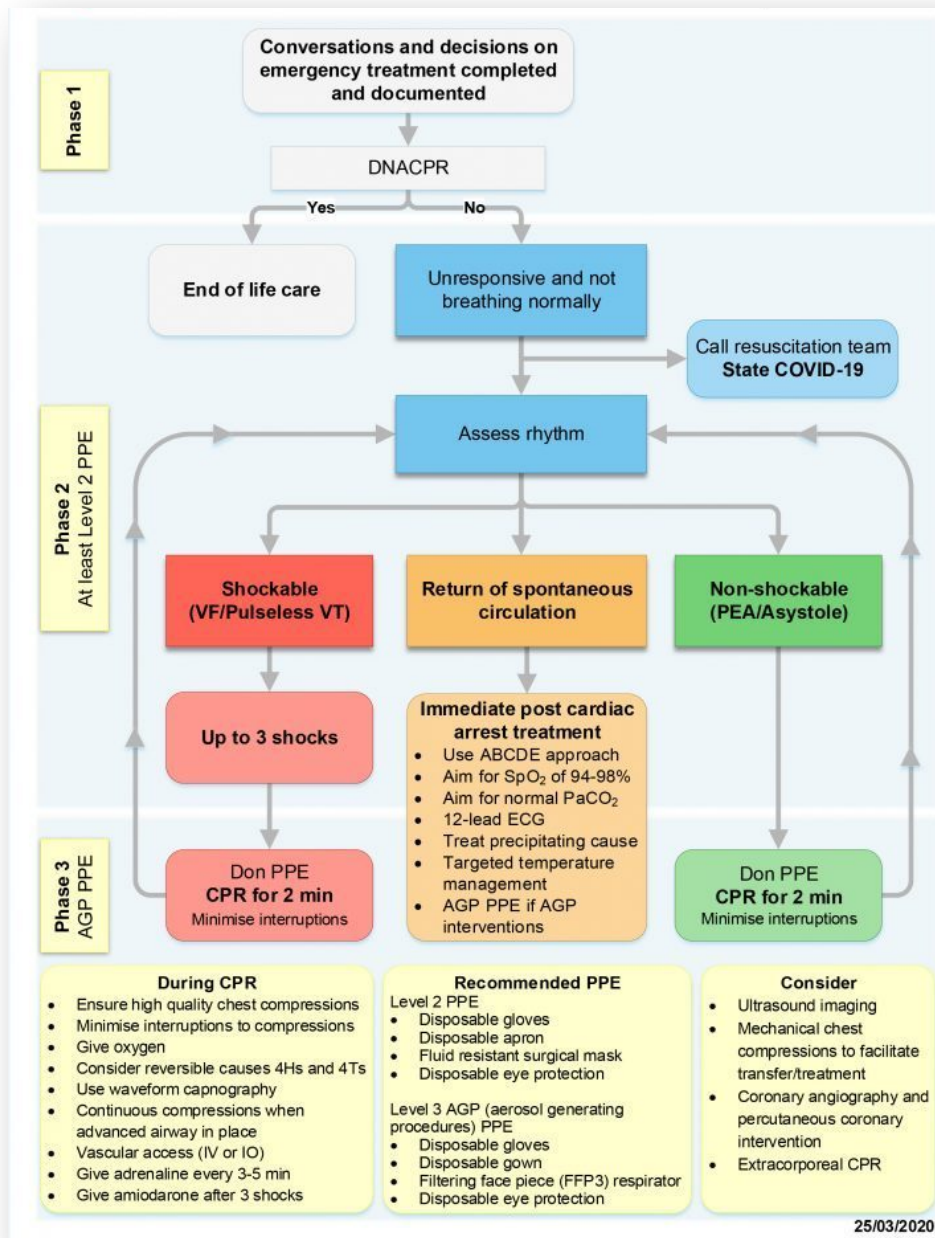 Conversations and decisions on
emergency treatment completed
and documented
Phase 1
DNACPR
Yes
No
End of life care
Unresponsive and not
breathing normally
Call resuscitation team
State COVID-19
Assess rhythm
Phase 2
At least Level 2 PPE
Shockable
(VF/Pulseless VT)
Return of spontaneous
circulation
Non-shockable
(PEA/Asystole)
Up to 3 shocks
Immediate post cardiac
arrest treatment
• Use ABCDE approach
• Aim for SpO₂ of 94-98%
• Aim for normal PaCO₂
• 12-lead ECG
• Treat precipitating cause
• Targeted temperature
management
• AGP PPE if AGP
interventions
Phase 3
AGP PPE
Don PPE
CPR for 2 min
Minimise interruptions
Don PPE
CPR for 2 min
Minimise interruptions
During CPR
• Ensure high quality chest compressions
• Minimise interruptions to compressions
• Give oxygen
• Consider reversible causes 4Hs and 4Ts
• Use waveform capnography
• Continuous compressions when
advanced airway in place
• Vascular access (IV or IO)
• Give adrenaline every 3-5 min
• Give amiodarone after 3 shocks
Recommended PPE
Level 2 PPE
• Disposable gloves
• Disposable apron
• Fluid resistant surgical mask
• Disposable eye protection
Level 3 AGP (aerosol generating
procedures) PPE
• Disposable gloves
• Disposable gown
• Filtering face piece (FFP3) respirator
• Disposable eye protection
Consider
• Ultrasound imaging
• Mechanical chest
compressions to facilitate
transfer/treatment
• Coronary angiography and
percutaneous coronary
intervention
• Extracorporeal CPR
25/03/2020